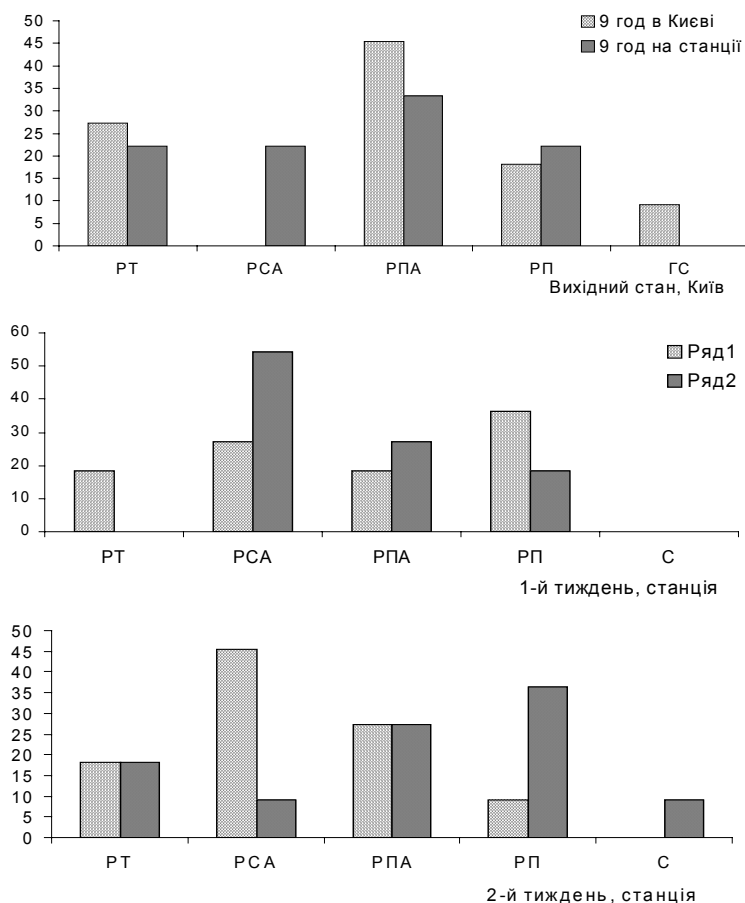 50
45
40
35
30
25
20
15
10
5
0
9 год в Києві
9 год на станції
РТ РСА РПА РП ГС
Вихідний стан, Київ
60
50
40
30
20
10
0
Ряд1
Ряд2
РТ РСА РПА РП С
1-й тиждень, станція
50
45
40
35
30
25
20
15
10
5
0
РТ РСА РПА РП С
2-й тиждень, станція